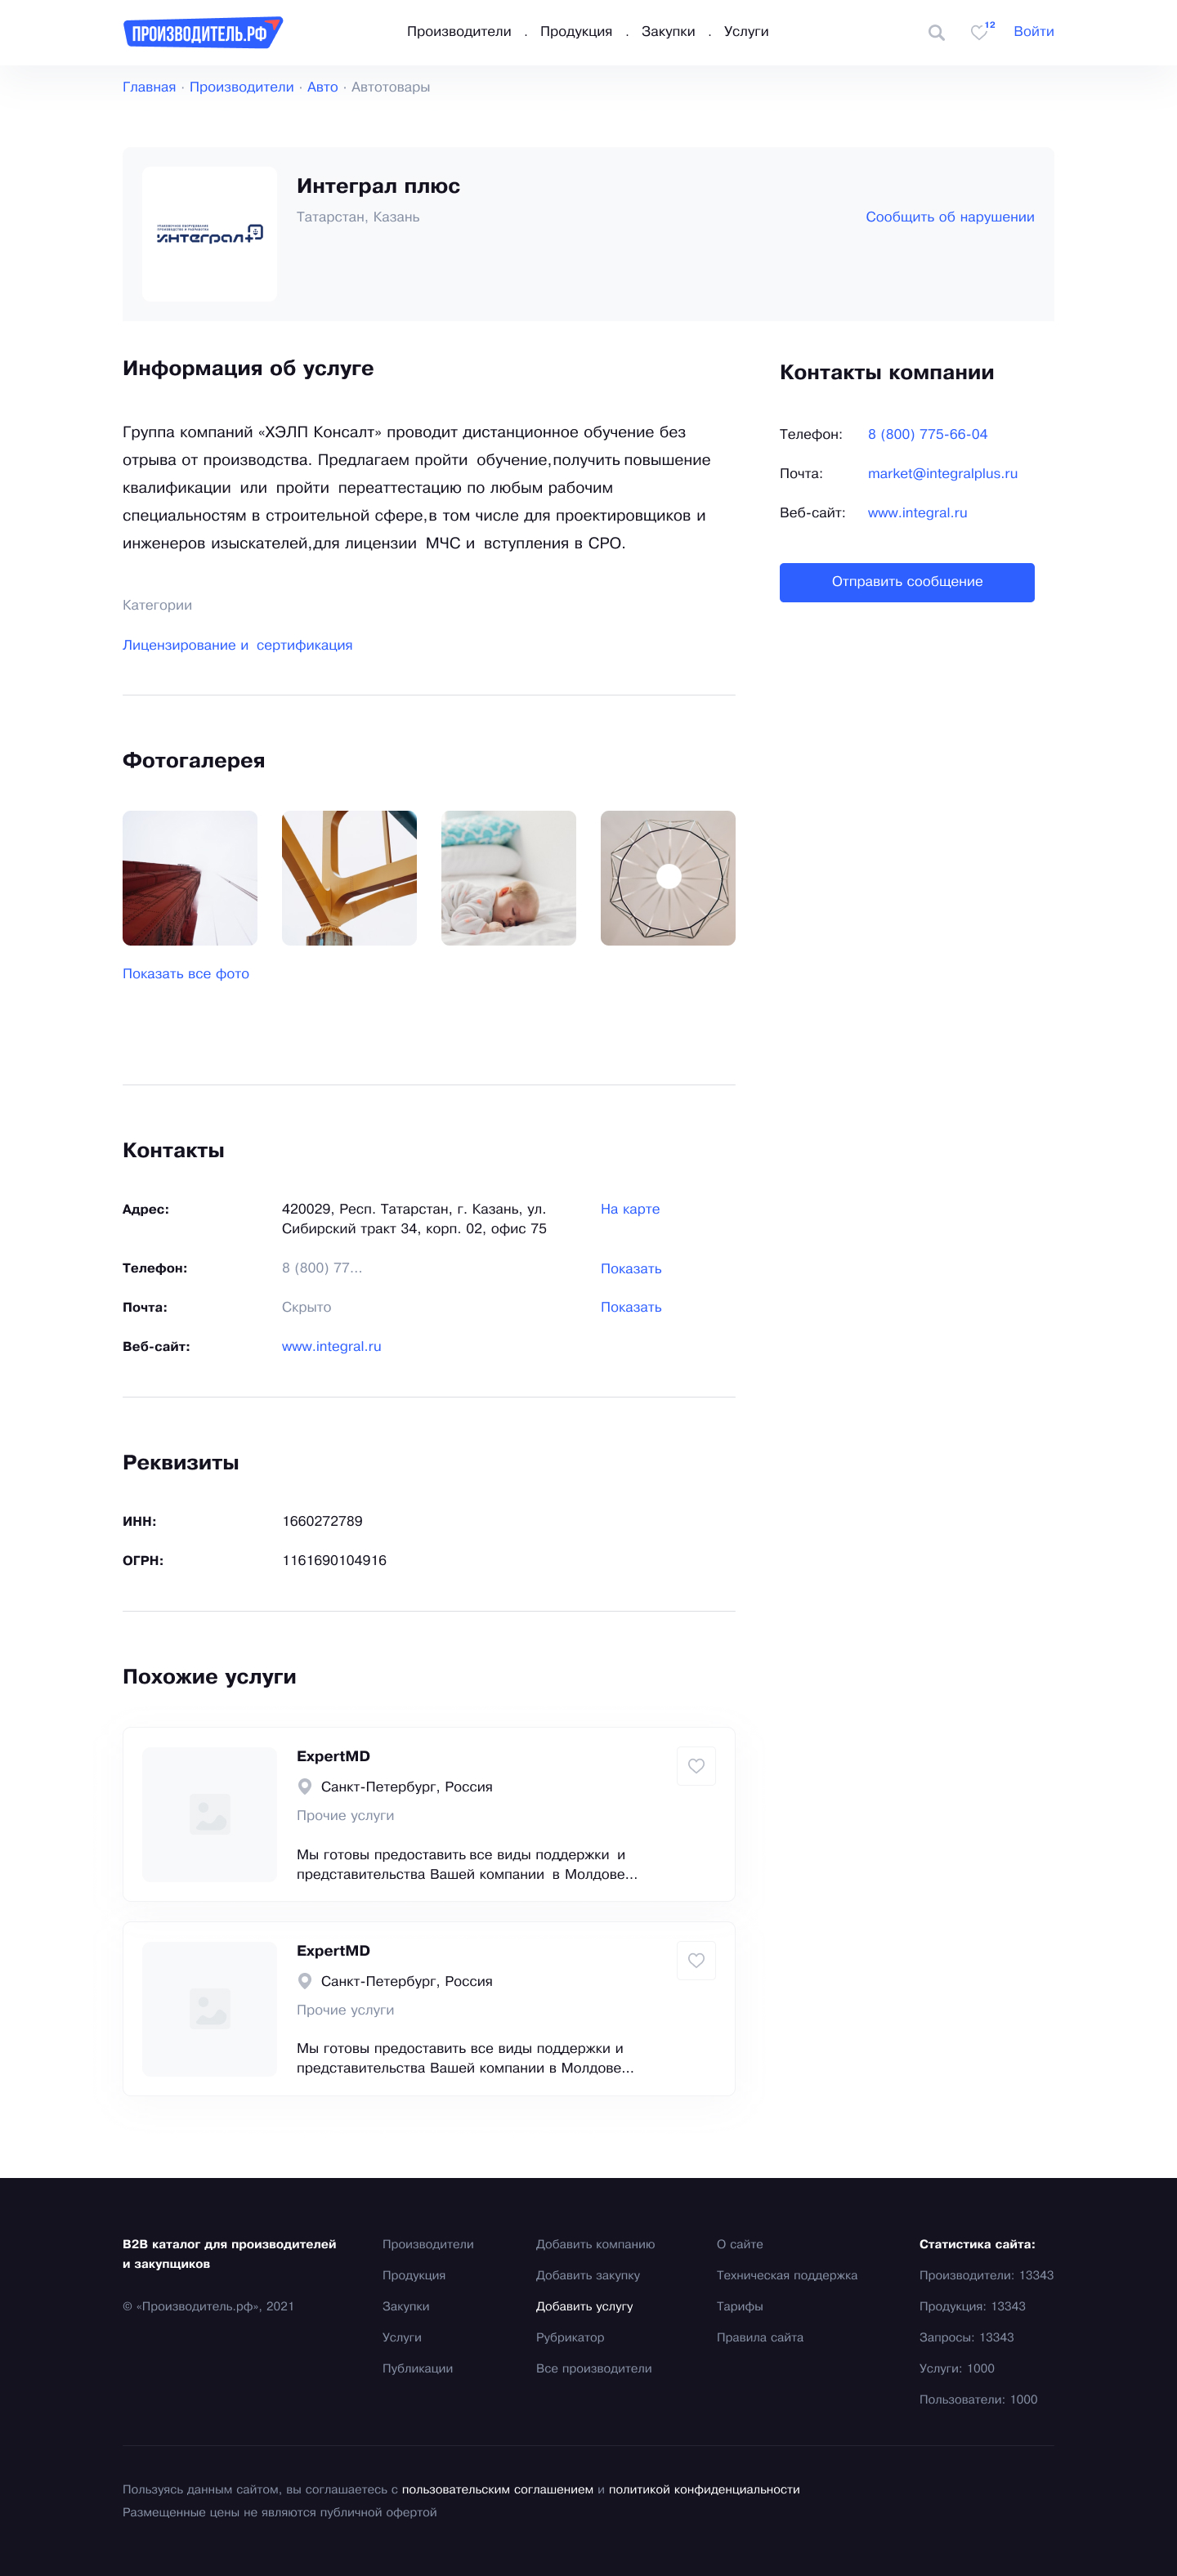 ПРОИЗВОДИТЕЛЬ.РФ
Производители . Продукция . Закупки . Услуги
12
Войти
Главная · Производители · Авто · Автотовары
интеграл+
Интеграл плюс
Татарстан, Казань
Сообщить об нарушении
Информация об услуге
Группа компаний «ХЭЛП Консалт» проводит дистанционное обучение без
отрыва от производства. Предлагаем пройти обучение,получить повышение
квалификации или пройти переаттестацию по любым рабочим
специальностям в строительной сфере,в том числе для проектировщиков и
инженеров изыскателей,для лицензии МЧС и вступления в СРО.
Категории
Лицензирование и сертификация
Контакты компании
Телефон: 8 (800) 775-66-04
Почта: market@integralplus.ru
Веб-сайт: www.integral.ru
Отправить сообщение
Фотогалерея
Показать все фото
Контакты
Адрес: 420029, Респ. Татарстан, г. Казань, ул. На карте
Сибирский тракт 34, корп. 02, офис 75
Телефон: 8 (800) 77... Показать
Почта: Скрыто Показать
Веб-сайт: www.integral.ru
Реквизиты
ИНН: 1660272789
ОГРН: 1161690104916
Похожие услуги
ExpertMD
Санкт-Петербург, Россия
Прочие услуги
Мы готовы предоставить все виды поддержки и
представительства Вашей компании в Молдове...
ExpertMD
Санкт-Петербург, Россия
Прочие услуги
Мы готовы предоставить все виды поддержки и
представительства Вашей компании в Молдове...
B2B каталог для производителей
и закупщиков
© «Производитель.рф», 2021
Производители
Продукция
Закупки
Услуги
Публикации
Добавить компанию
Добавить закупку
Добавить услугу
Рубрикатор
Все производители
О сайте
Техническая поддержка
Тарифы
Правила сайта
Статистика сайта:
Производители: 13343
Продукция: 13343
Запросы: 13343
Услуги: 1000
Пользователи: 1000
Пользуясь данным сайтом, вы соглашаетесь с пользовательским соглашением и политикой конфиденциальности
Размещенные цены не являются публичной офертой